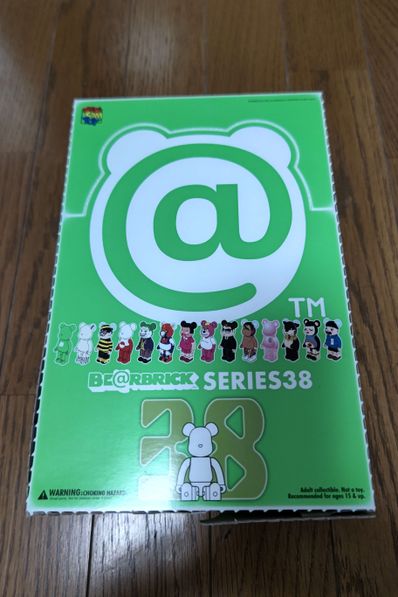 @
TM
BE@RBRICK SERIES38
38
⚠WARNING:CHOKING HAZARD
Adult collectible. Not a toy.
Recommended for ages 15 & up.